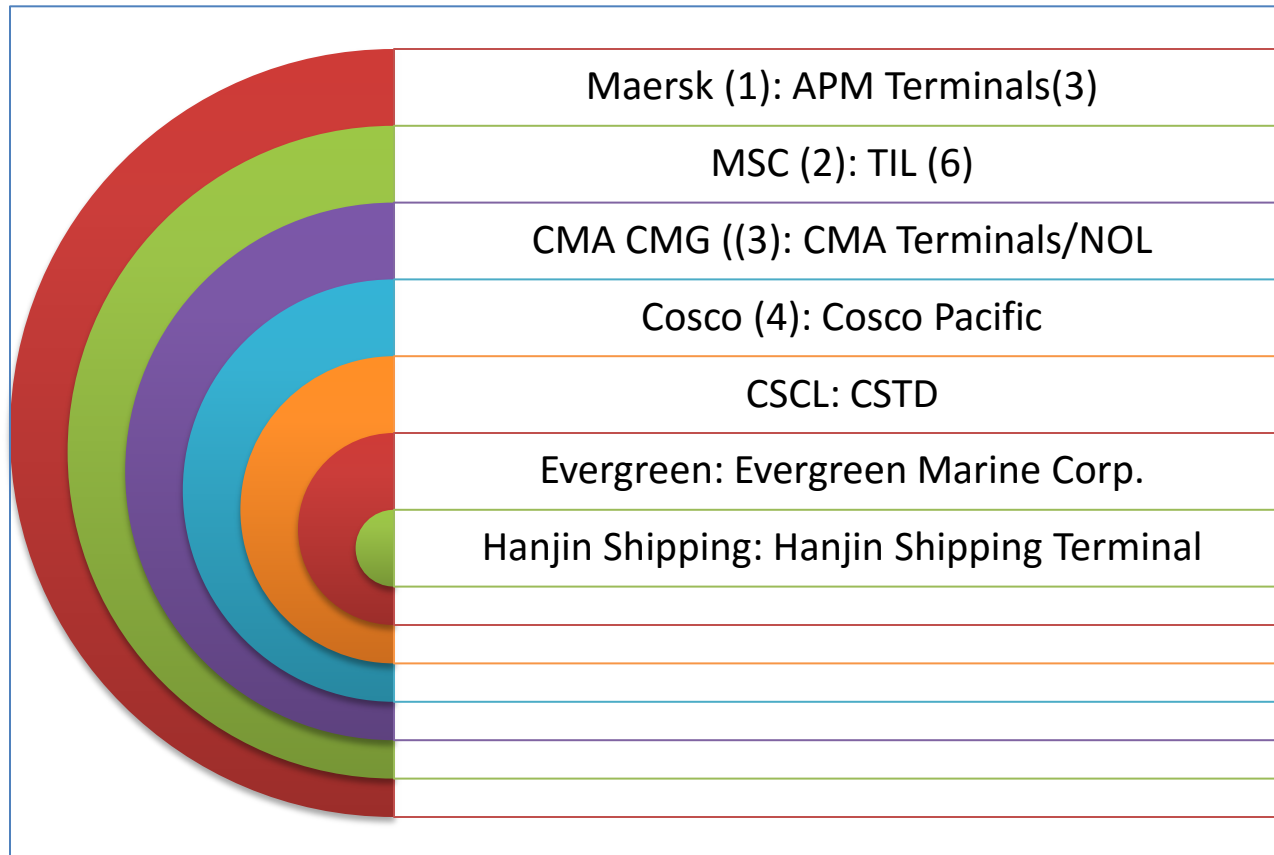 Maersk (1): APM Terminals(3)
MSC (2): TIL (6)
CMA CMG ((3): CMA Terminals/NOL
Cosco (4): Cosco Pacific
CSCL: CSTD
Evergreen: Evergreen Marine Corp.
Hanjin Shipping: Hanjin Shipping Terminal